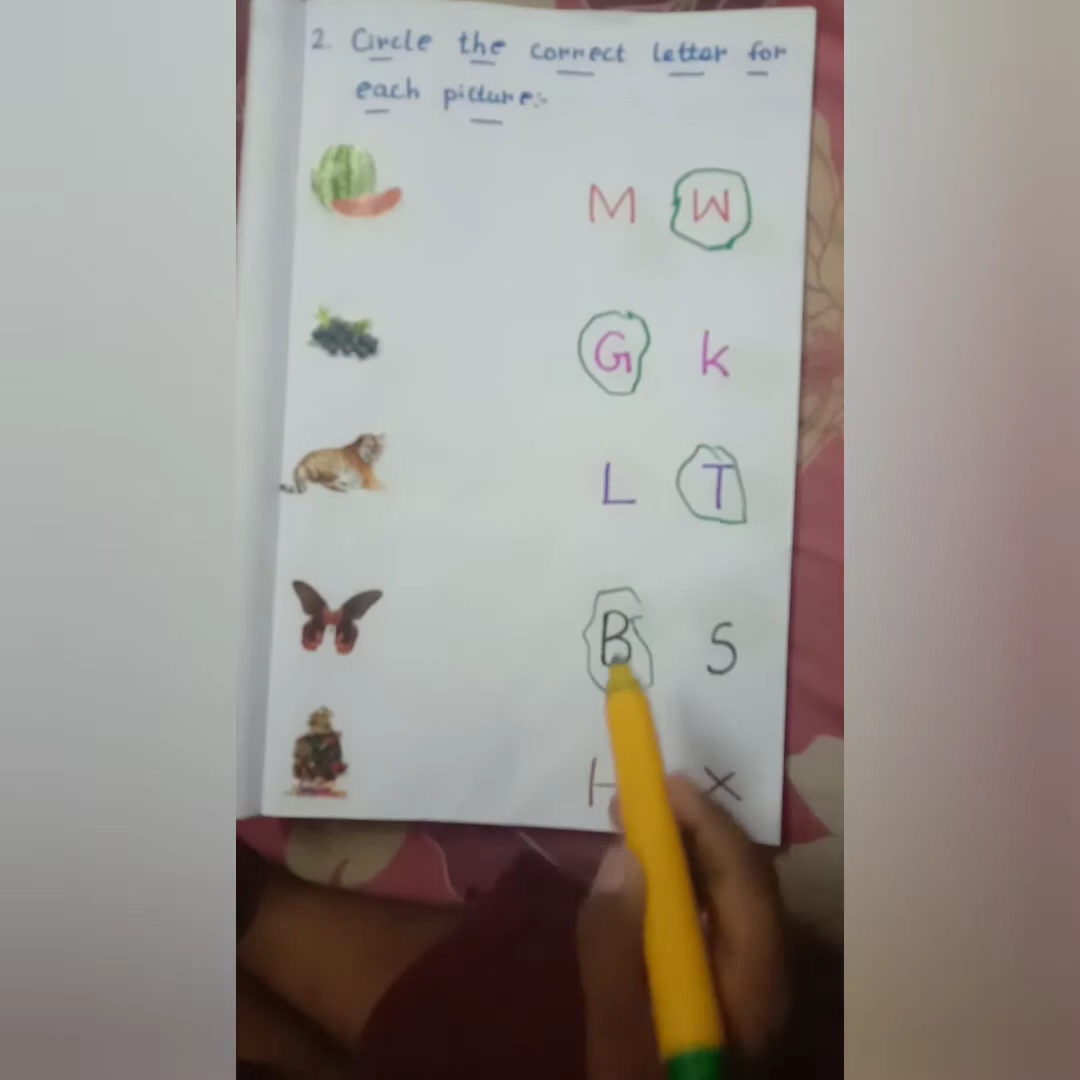 2. Circle the correct letter for
each picture:-
M W
G K
L T
B S
H X